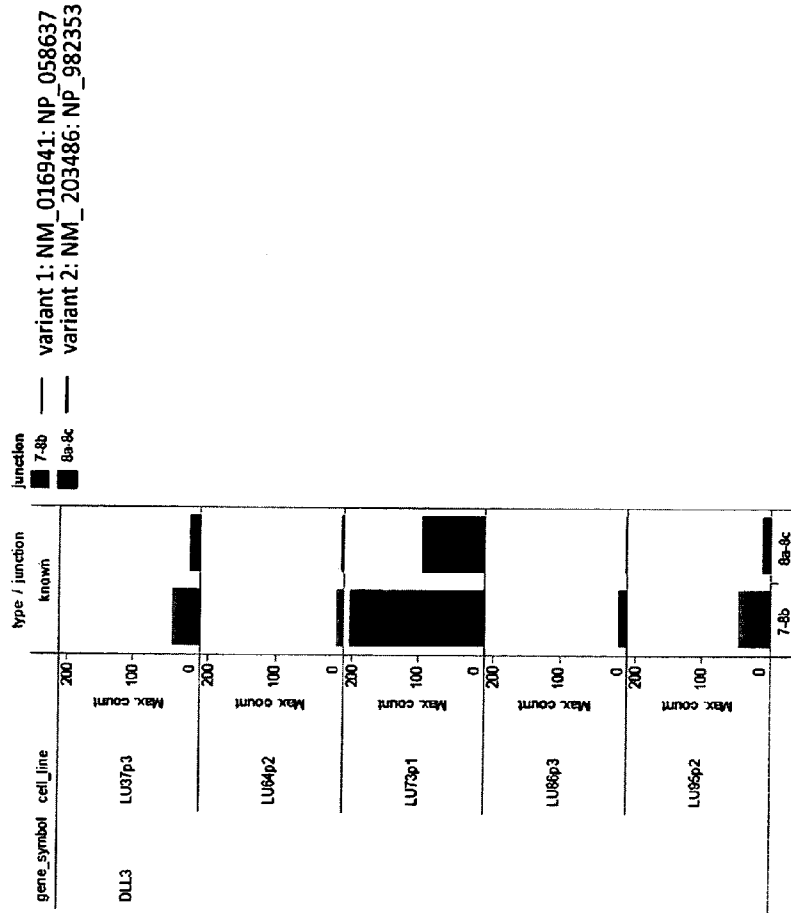 gene_symbol cell_line type / junction
known
DLL3
LU37p3
Max. count
200
100
0
LU64p2
Max. count
200
100
0
LU73p1
Max. count
200
100
0
LU86p3
Max. count
200
100
0
LU95p2
Max. count
200
100
0
7-8b 8a-8c
junction
7-8b
8a-8c
variant 1: NM_016941: NP_058637
variant 2: NM_ 203486: NP_982353